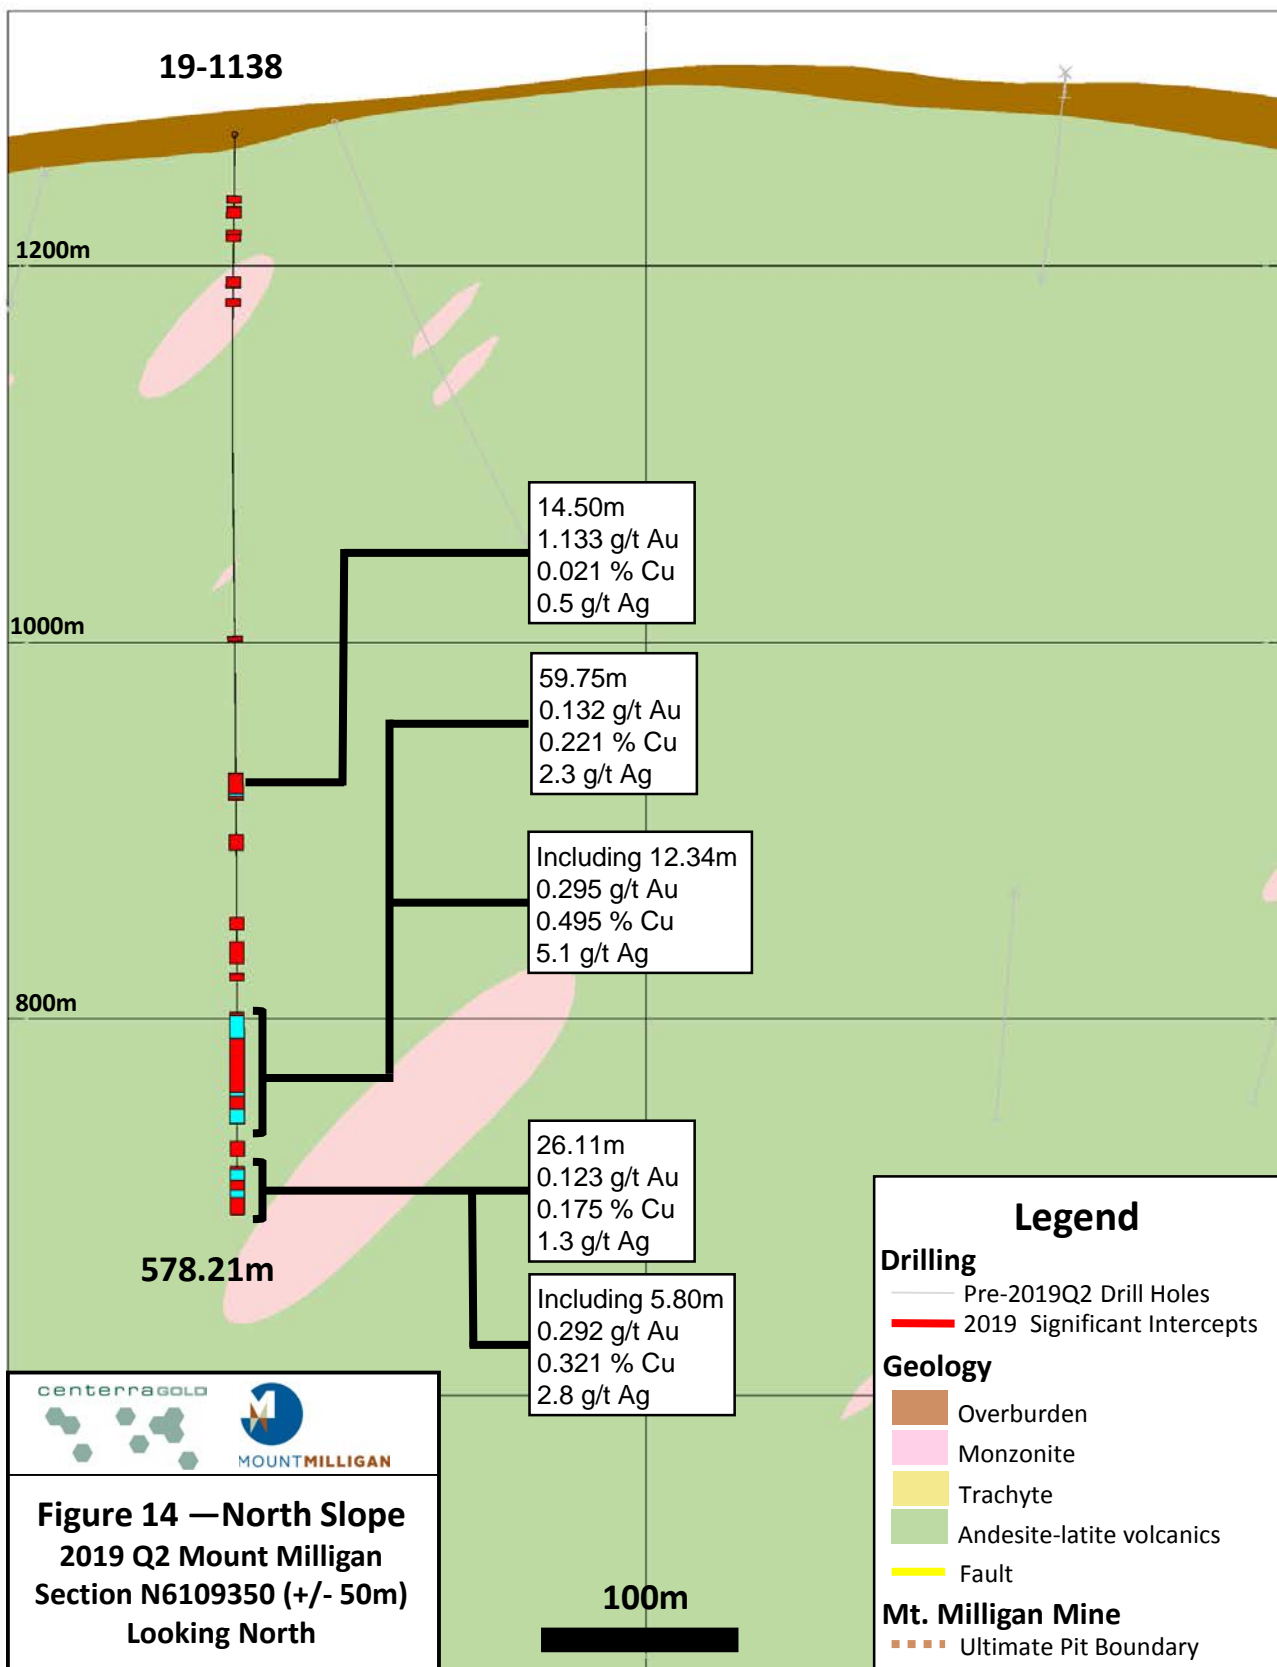 19-1138
1200m
14.50m
1.133 g/t Au
0.021 % Cu
0.5 g/t Ag
1000m
59.75m
0.132 g/t Au
0.221 % Cu
2.3 g/t Ag
Including 12.34m
0.295 g/t Au
0.495 % Cu
5.1 g/t Ag
800m
26.11m
0.123 g/t Au
0.175 % Cu
1.3 g/t Ag
578.21m
Including 5.80m
0.292 g/t Au
0.321 % Cu
2.8 g/t Ag
centerraGOLD
MOUNTMILLIGAN
Figure 14 —North Slope
2019 Q2 Mount Milligan
Section N6109350 (+/- 50m)
Looking North
100m
Legend
Drilling
Pre-2019Q2 Drill Holes
2019 Significant Intercepts
Geology
Overburden
Monzonite
Trachyte
Andesite-latite volcanics
Fault
Mt. Milligan Mine
Ultimate Pit Boundary